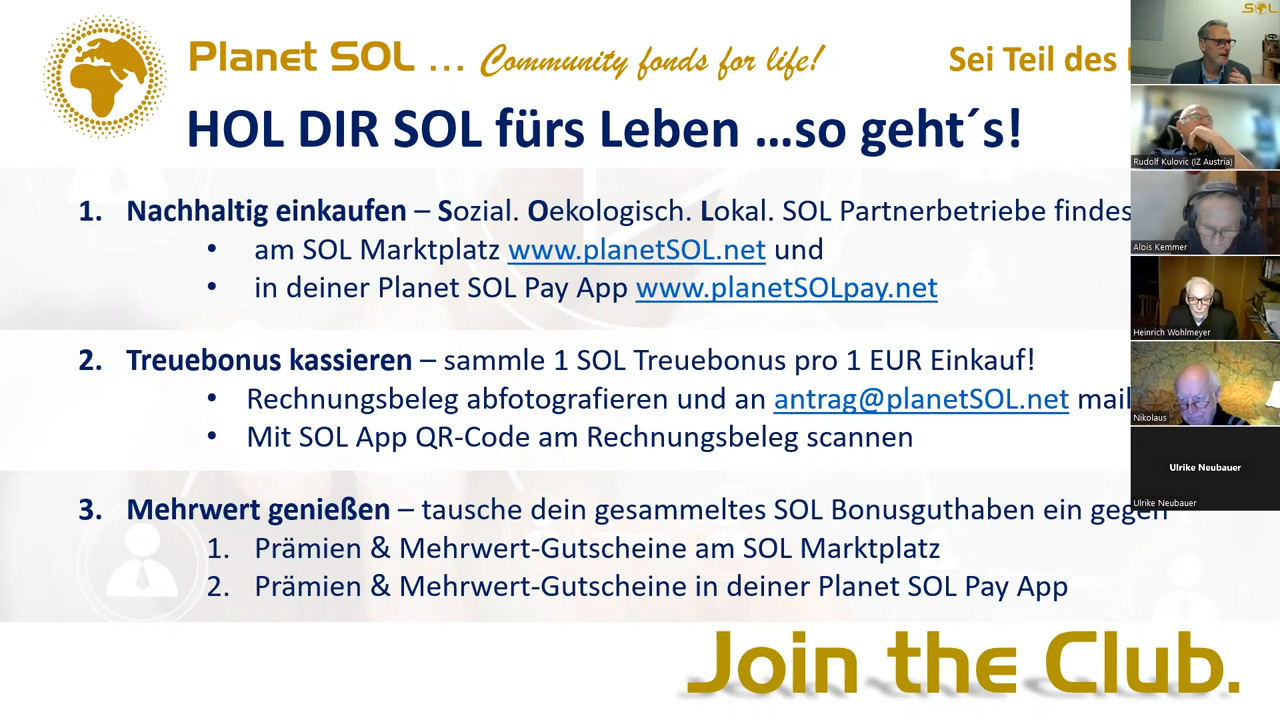 Planet SOL ... Community fonds for life!
Sei Teil des
HOL DIR SOL fürs Leben ...so geht´s!
1. Nachhaltig einkaufen – Sozial. Oekologisch. Lokal. SOL Partnerbetriebe findes
• am SOL Marktplatz www.planetSOL.net und
• in deiner Planet SOL Pay App www.planetSOLpay.net
2. Treuebonus kassieren – sammle 1 SOL Treuebonus pro 1 EUR Einkauf!
• Rechnungsbeleg abfotografieren und an antrag@planetSOL.net mail
• Mit SOL App QR-Code am Rechnungsbeleg scannen
3. Mehrwert genießen – tausche dein gesammeltes SOL Bonusguthaben ein gegen
1. Prämien & Mehrwert-Gutscheine am SOL Marktplatz
2. Prämien & Mehrwert-Gutscheine in deiner Planet SOL Pay App
Join the Club.
SOL
Rudolf Kulovic (IZ Austria)
Alois Kemmer
Heinrich Wohlmeyer
Nikolaus
Ulrike Neubauer
Ulrike Neubauer